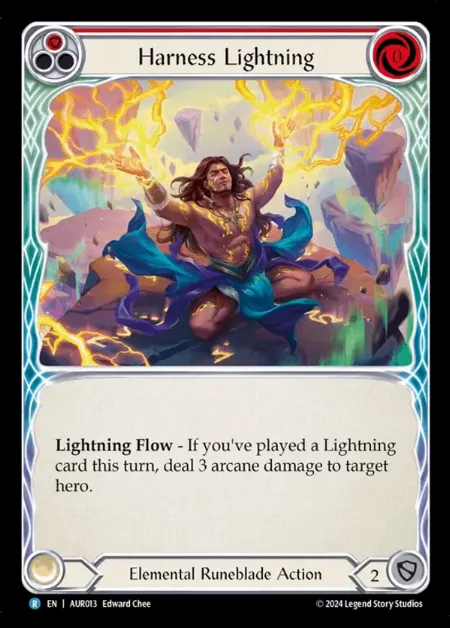 Harness Lightning
0
Lightning Flow - If you've played a Lightning
card this turn, deal 3 arcane damage to target
hero.
Elemental Runeblade Action
2
R EN | AUR013 Edward Chee
© 2024 Legend Story Studios